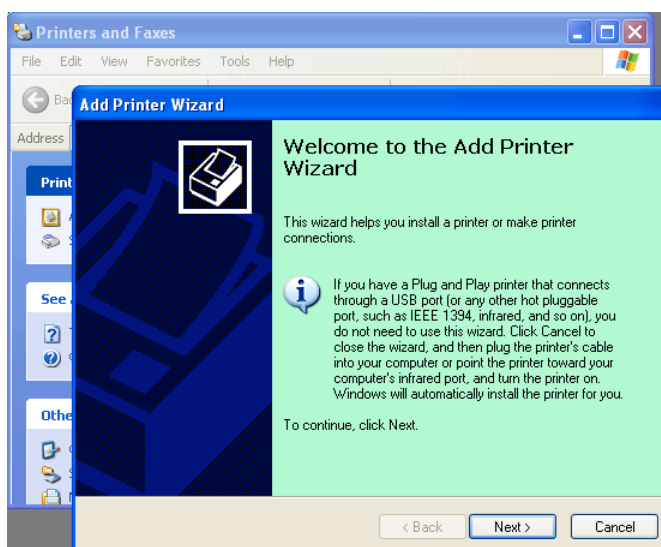 Printers and Faxes
File Edit View Favorites Tools Help
Address
Add Printer Wizard
Welcome to the Add Printer
Wizard
This wizard helps you install a printer or make printer
connections.
If you have a Plug and Play printer that connects
through a USB port (or any other hot pluggable
port, such as IEEE 1394, infrared, and so on), you
do not need to use this wizard. Click Cancel to
close the wizard, and then plug the printer's cable
into your computer or point the printer toward your
computer's infrared port, and turn the printer on.
Windows will automatically install the printer for you.
To continue, click Next.
< Back Next > Cancel
See